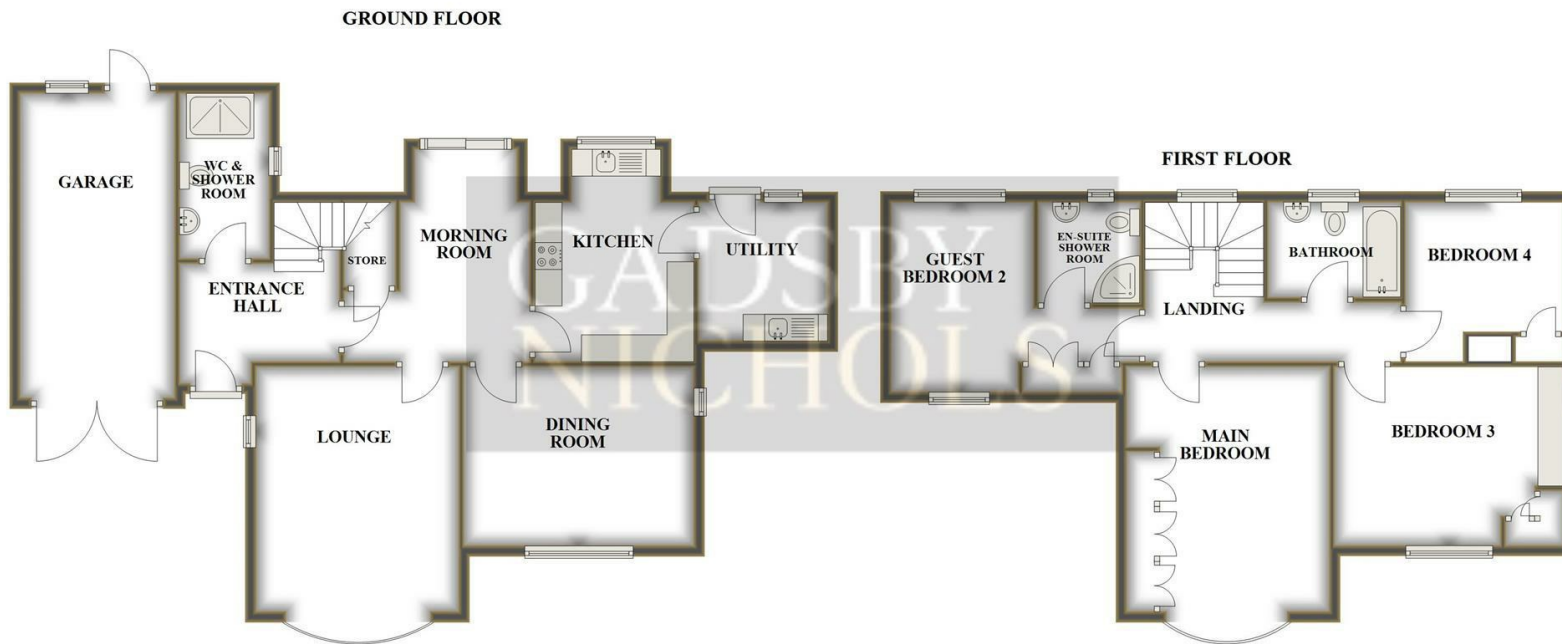 GROUND FLOOR
GARAGE
WC &
SHOWER
ROOM
ENTRANCE
HALL
STORE
MORNING
ROOM
KITCHEN
UTILITY
LOUNGE
DINING
ROOM
FIRST FLOOR
GUEST
BEDROOM 2
EN-SUITE
SHOWER
ROOM
LANDING
BATHROOM
BEDROOM 4
MAIN
BEDROOM
BEDROOM 3
GADSBY
NICHOLS